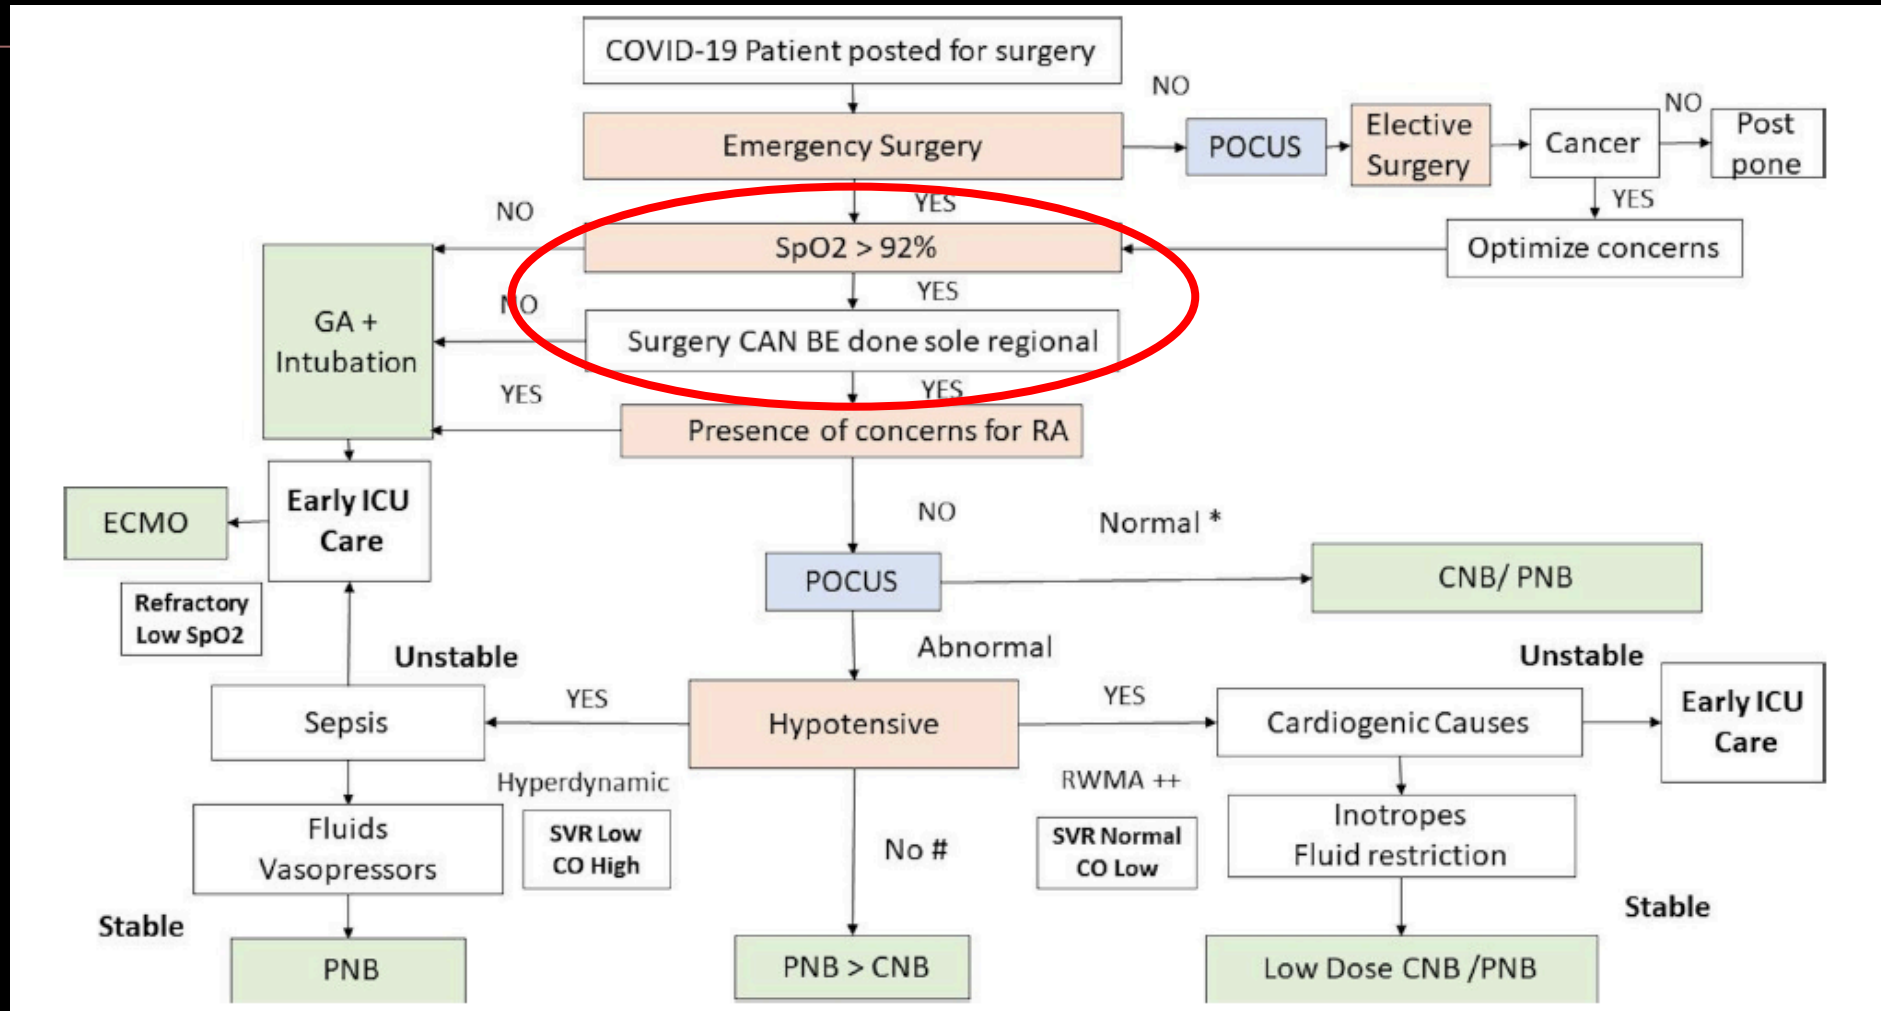 COVID-19 Patient posted for surgery
NO
Emergency Surgery
POCUS
Elective
Surgery
Cancer
NO
Post
pone
YES
YES
NO
SpO2 > 92%
Optimize concerns
YES
NO
GA +
Intubation
Surgery CAN BE done sole regional
YES
YES
Presence of concerns for RA
Early ICU
Care
ECMO
NO
Normal *
POCUS
CNB/ PNB
Refractory
Low SpO2
Unstable
Abnormal
Unstable
Sepsis
YES
Hypotensive
YES
Cardiogenic Causes
Early ICU
Care
Hyperdynamic
RWMA ++
Fluids
Vasopressors
SVR Low
CO High
No #
SVR Normal
CO Low
Inotropes
Fluid restriction
Stable
Stable
PNB
PNB > CNB
Low Dose CNB /PNB